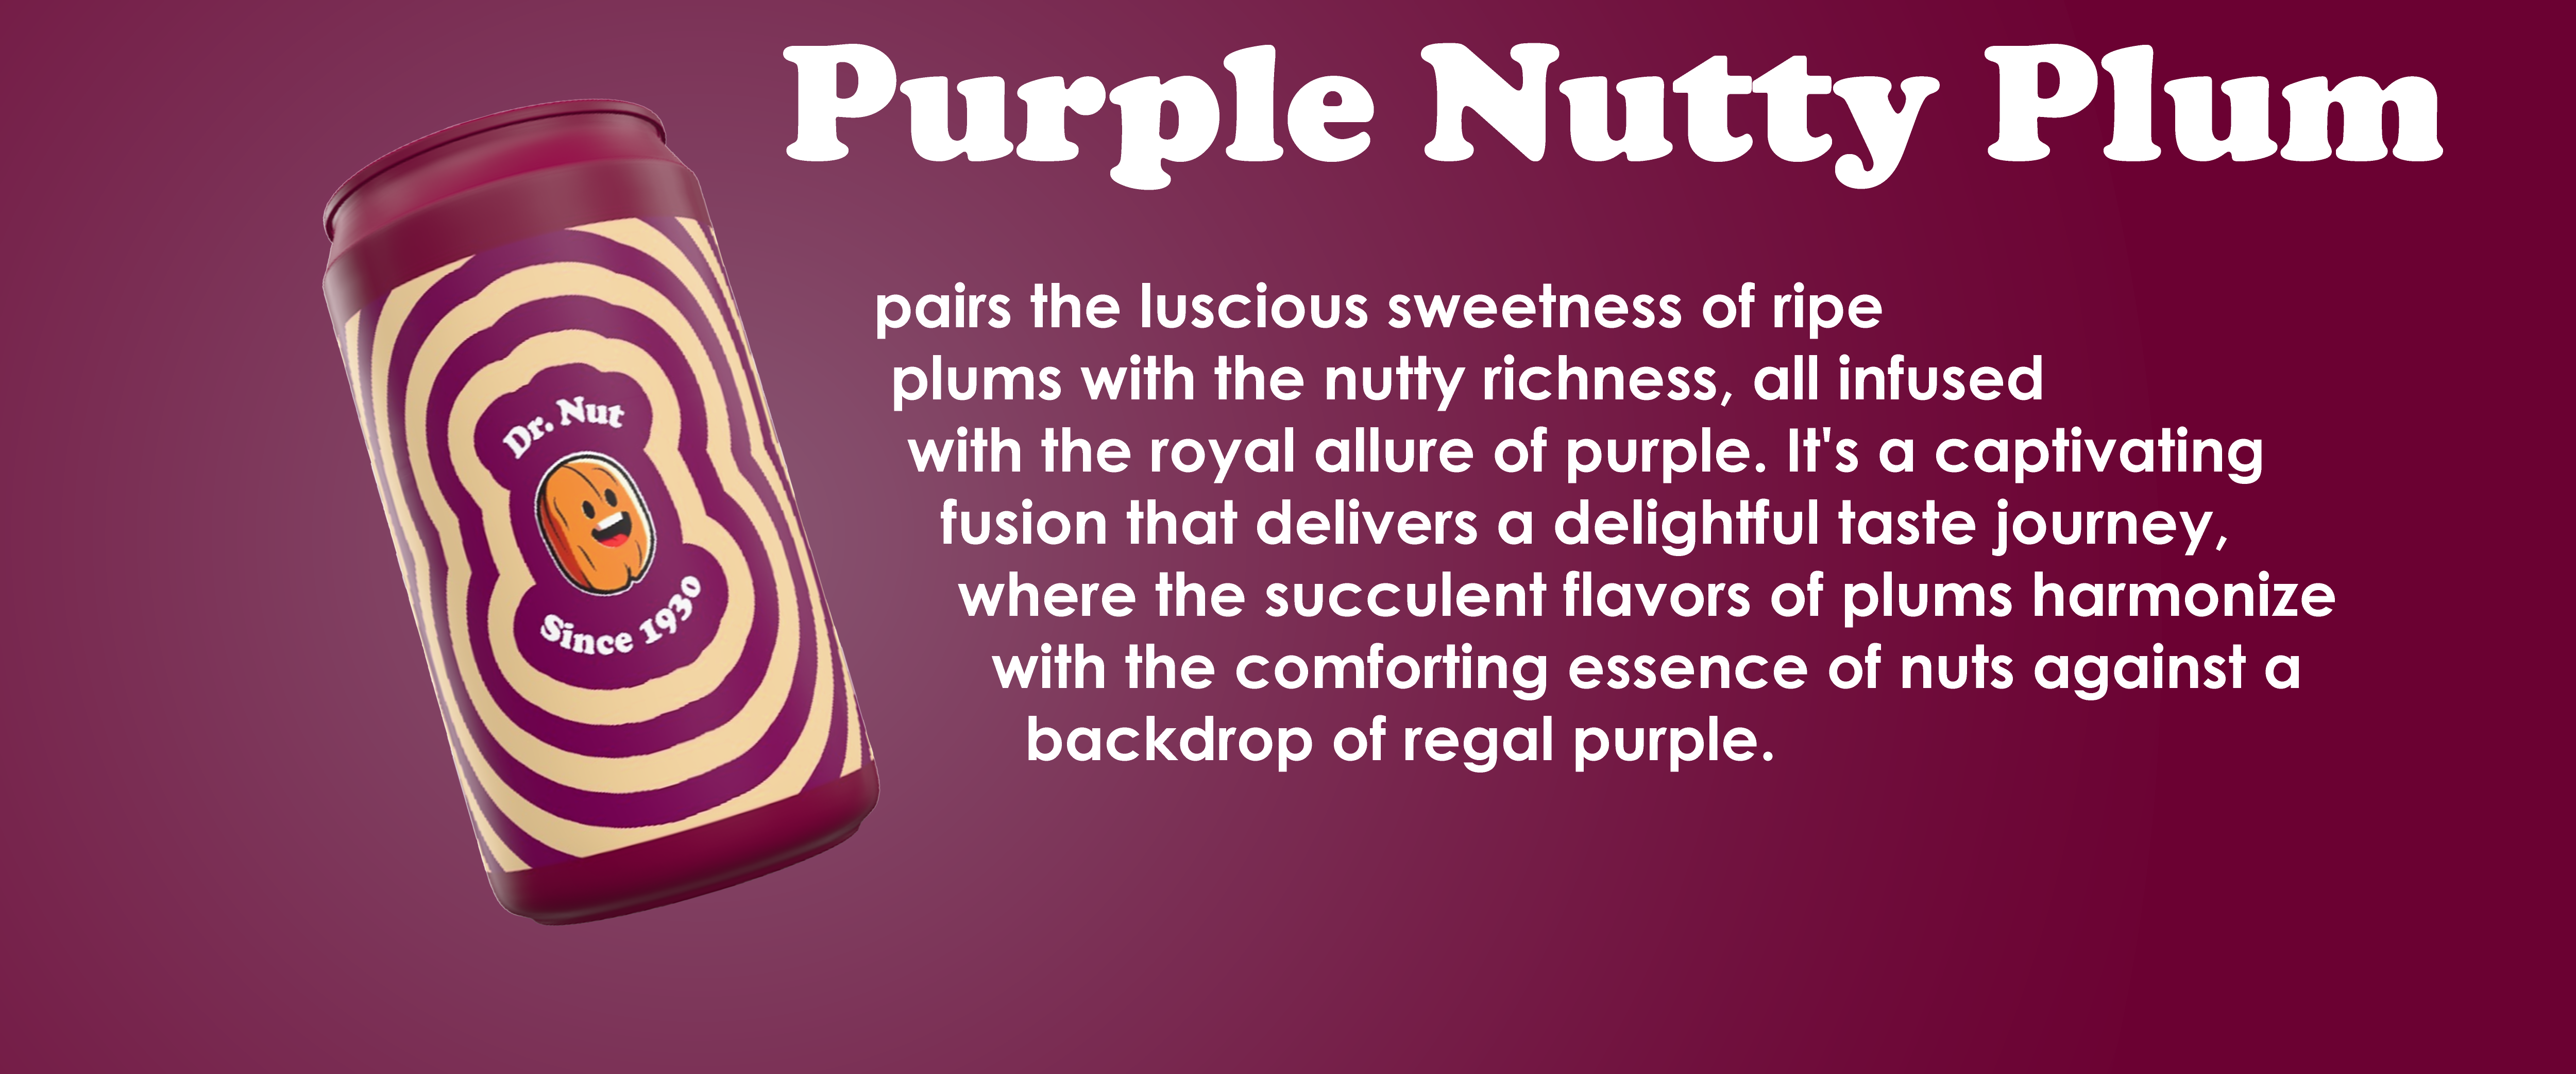 Purple Nutty Plum
pairs the luscious sweetness of ripe
plums with the nutty richness, all infused
with the royal allure of purple. It's a captivating
fusion that delivers a delightful taste journey,
where the succulent flavors of plums harmonize
with the comforting essence of nuts against a
backdrop of regal purple.
Dr. Nut
Since 1930